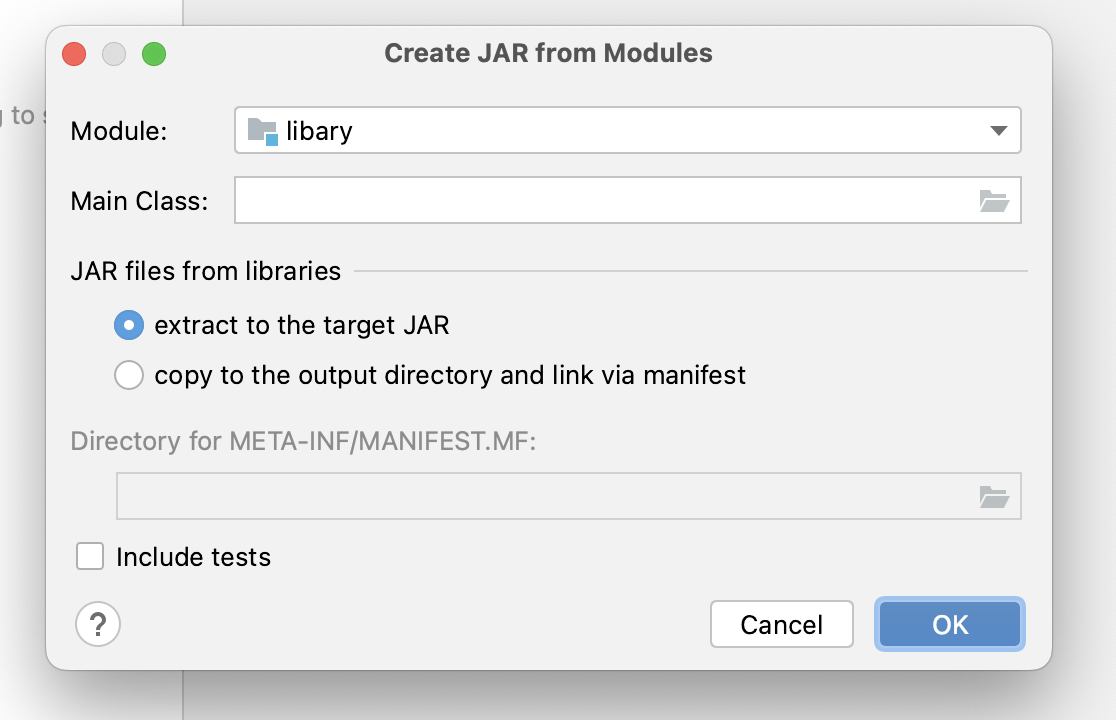 Create JAR from Modules
g to s
Module: libary
Main Class:
JAR files from libraries
extract to the target JAR
copy to the output directory and link via manifest
Directory for META-INF/MANIFEST.MF:
Include tests
?
Cancel OK